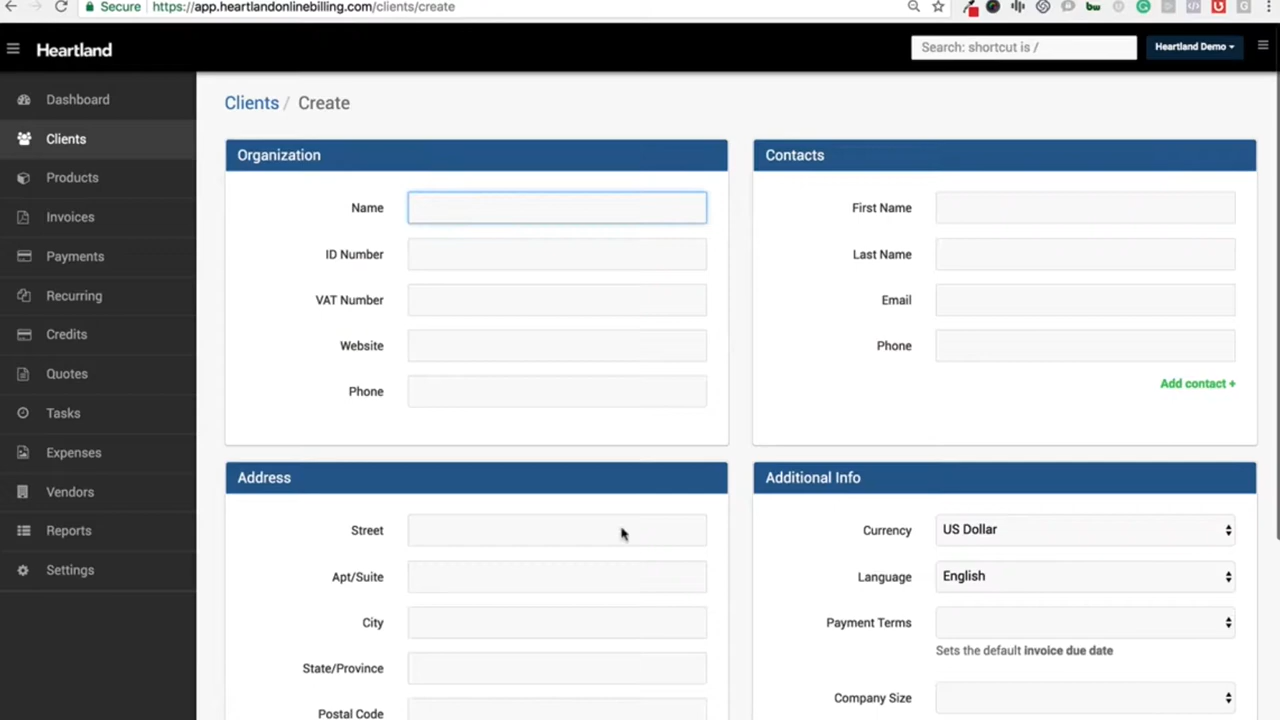 Secure
https://app.heartlandonlinebilling.com/clients/create
Heartland
Search: shortcut is /
Heartland Demo
Dashboard
Clients
Products
Invoices
Payments
Recurring
Credits
Quotes
Tasks
Expenses
Vendors
Reports
Settings
Clients / Create
Organization
Name
ID Number
VAT Number
Website
Phone
Contacts
First Name
Last Name
Email
Phone
Add contact +
Address
Street
Apt/Suite
City
State/Province
Postal Code
Additional Info
Currency US Dollar
Language English
Payment Terms
Sets the default invoice due date
Company Size